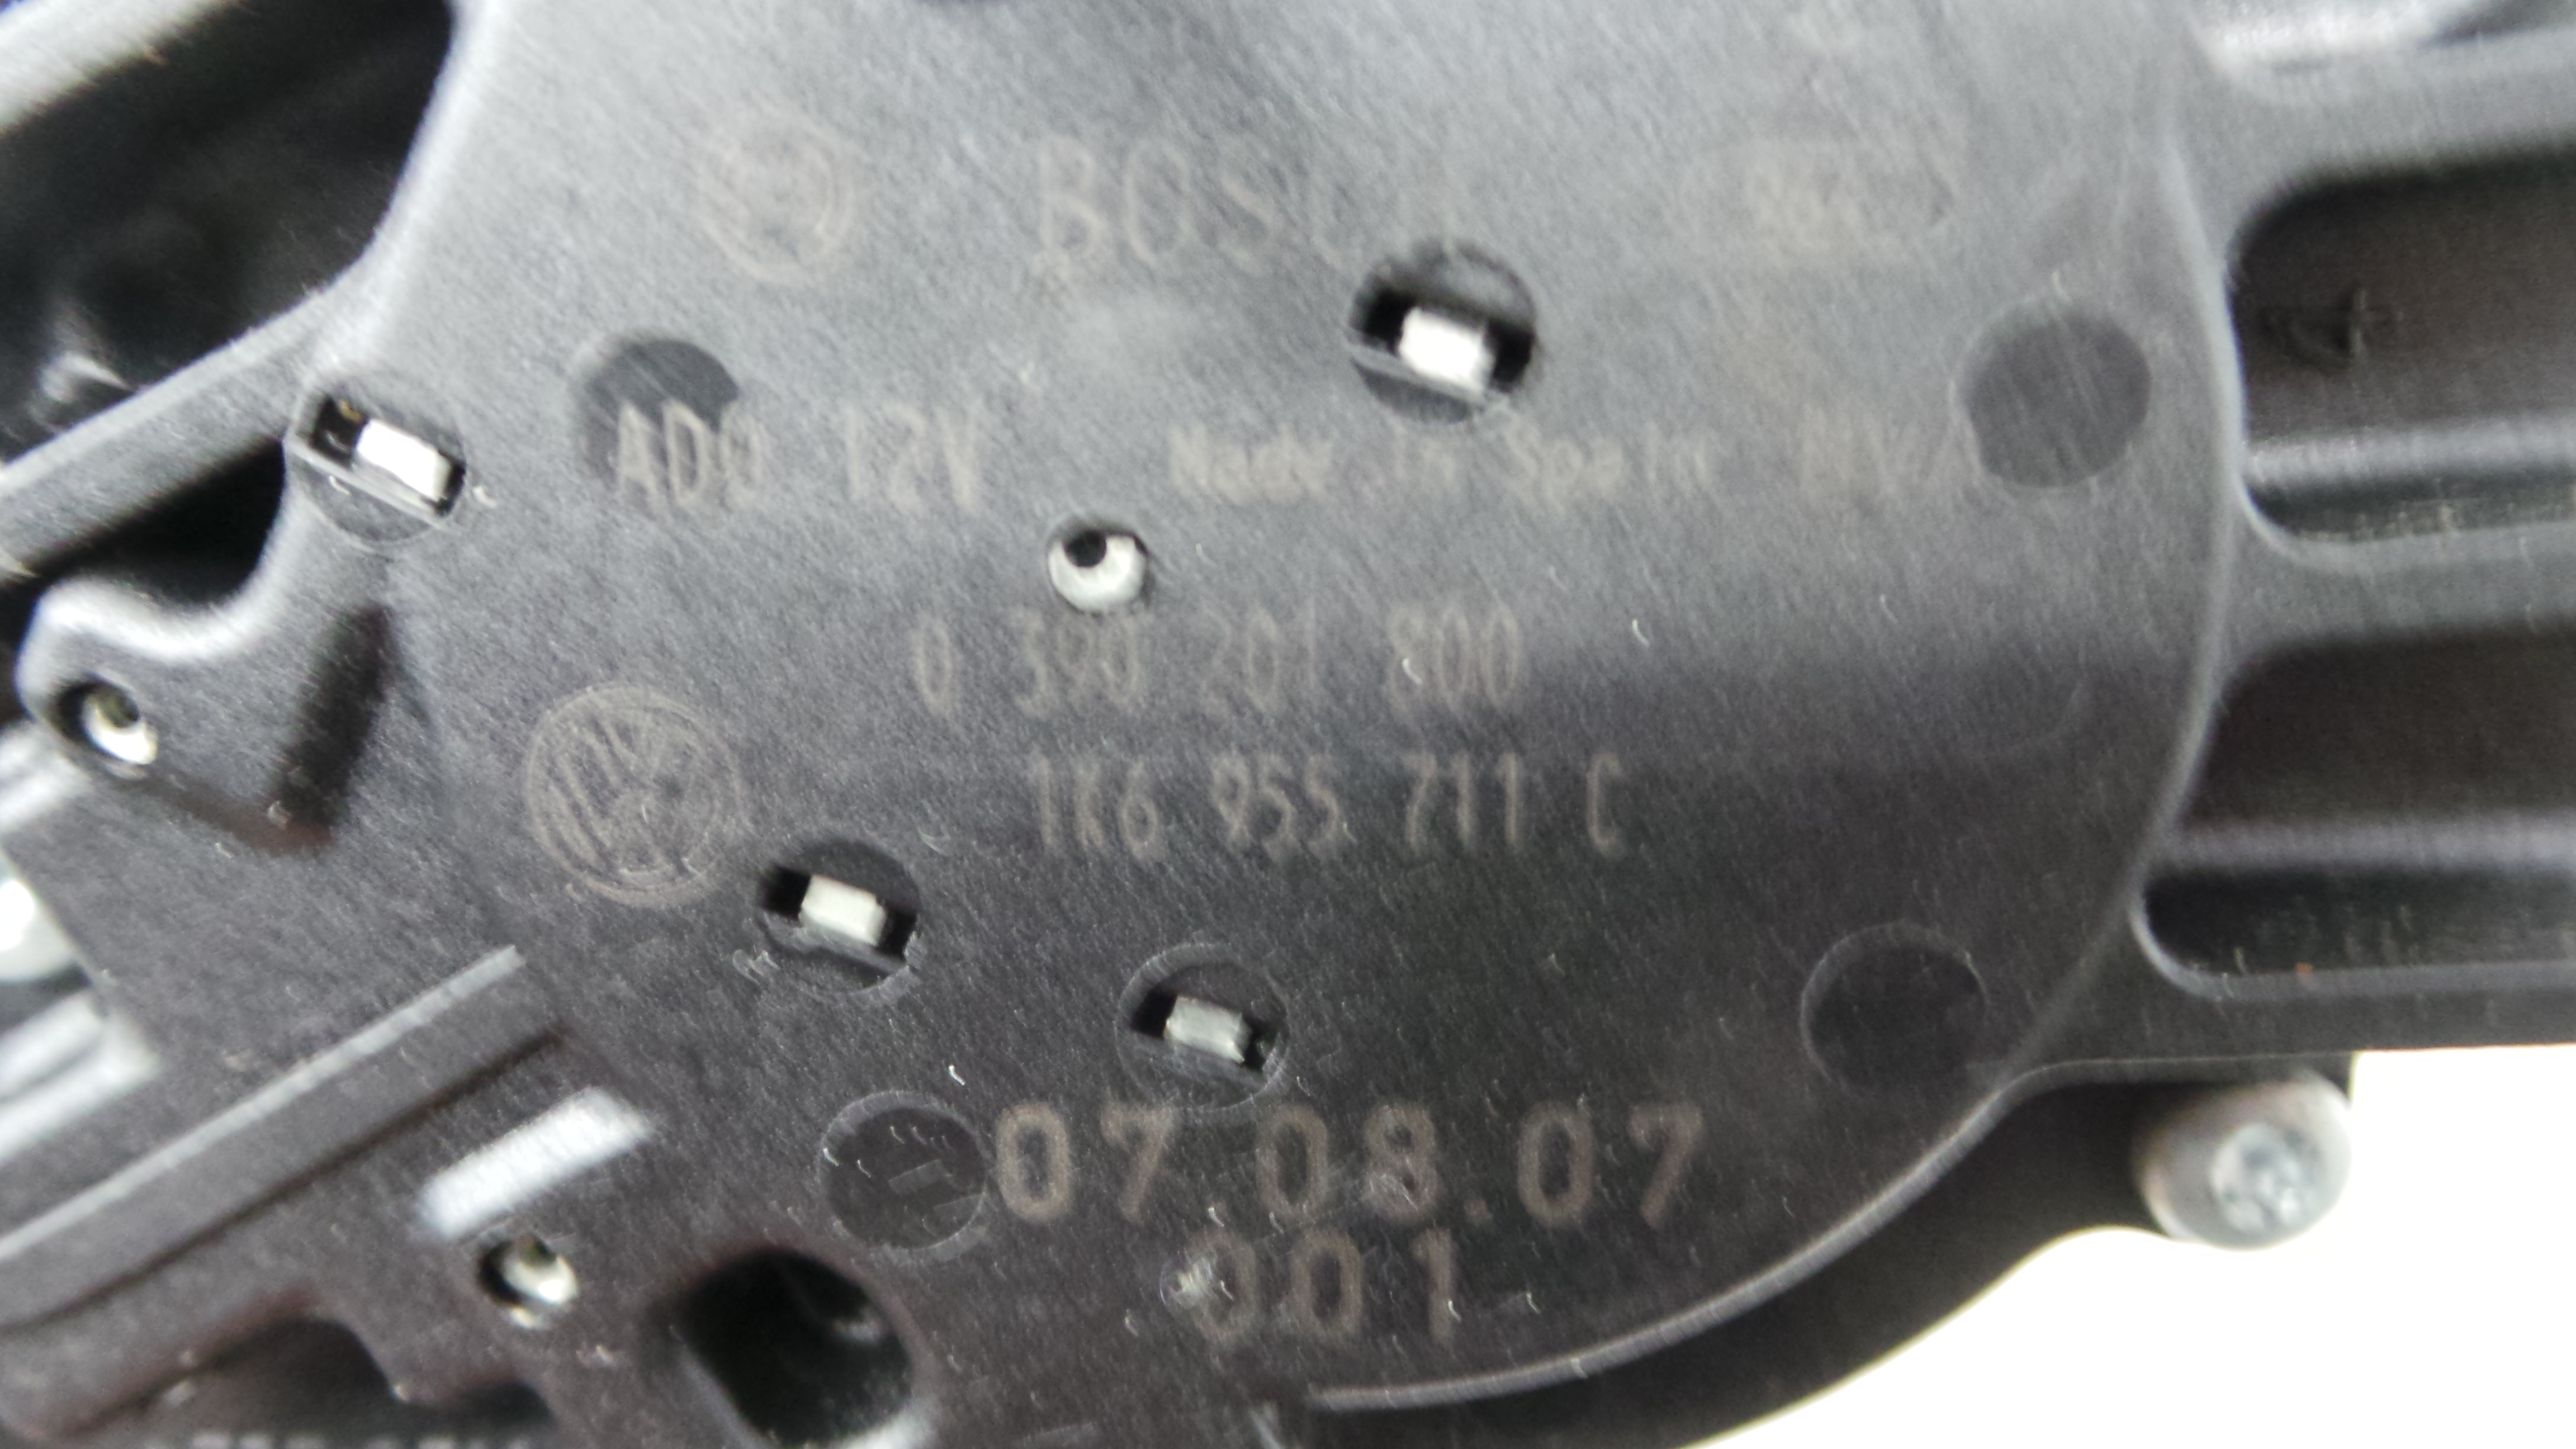 BOSCH
AD0 12V Made in Spain
0 390 201 800
1K6 955 711 C
07.08.07
001